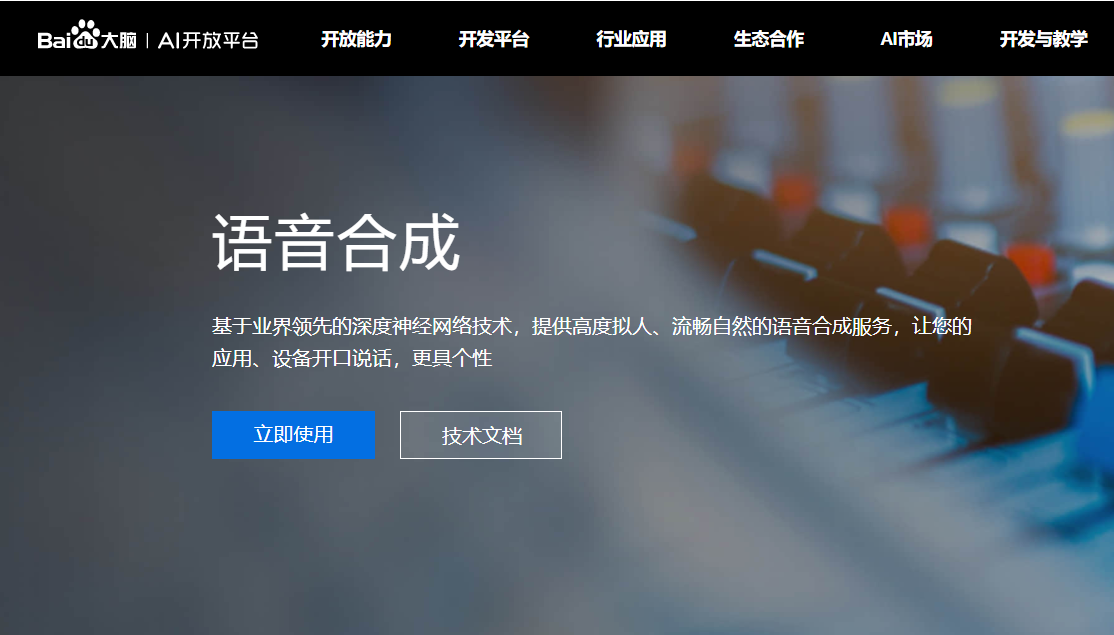 Bai du 大脑 | AI开放平台 开放能力 开发平台 行业应用 生态合作 AI市场 开发与教学
语音合成
基于业界领先的深度神经网络技术，提供高度拟人、流畅自然的语音合成服务，让您的
应用、设备开口说话，更具个性
立即使用 技术文档